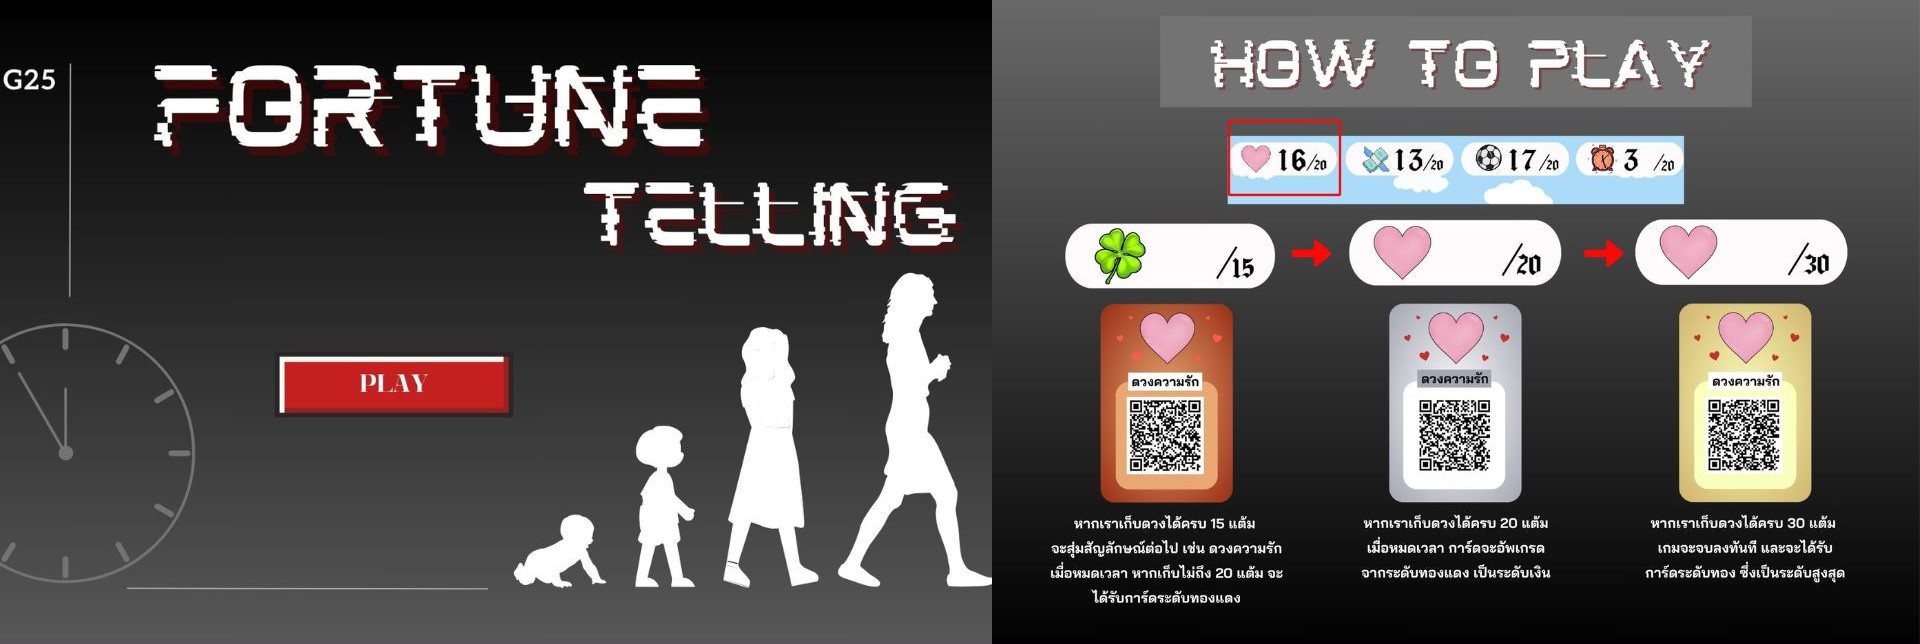 G25
FORTUNE
TELLING
PLAY
HOW TO PLAY
16/20 13/20 17/20 3 /20
/15 /20 /30
ดวงความรัก
หากเราเก็บดวงได้ครบ 15 แต้ม
จะสุ่มสัญลักษณ์ต่อไป เช่น ดวงความรัก
เมื่อหมดเวลา หากเก็บไม่ถึง 20 แต้ม จะ
ได้รับการ์ดระดับทองแดง
ดวงความรัก
หากเราเก็บดวงได้ครบ 20 แต้ม
เมื่อหมดเวลา การ์ดจะอัพเกรด
จากระดับทองแดง เป็นระดับเงิน
ดวงความรัก
หากเราเก็บดวงได้ครบ 30 แต้ม
เกมจะจบลงทันที และจะได้รับ
การ์ดระดับทอง ซึ่งเป็นระดับสูงสุด